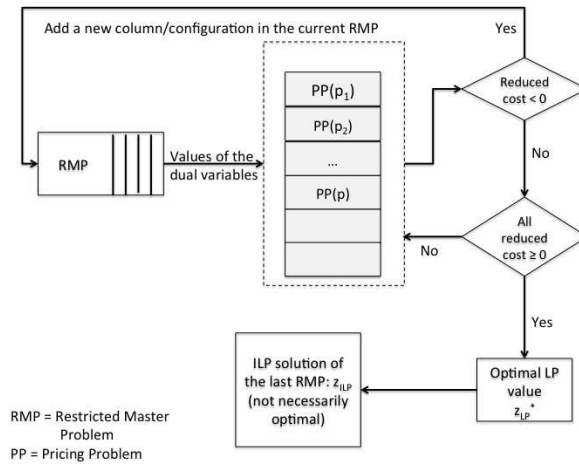 Add a new column/configuration in the current RMP
Yes
PP(p₁)
PP(p₂)
...
PP(p)
Reduced
cost < 0
RMP
Values of the
dual variables
No
All
reduced
cost ≥ 0
No
Yes
ILP solution of
the last RMP: z_ILP
(not necessarily
optimal)
Optimal LP
value
z_LP*
RMP = Restricted Master
Problem
PP = Pricing Problem